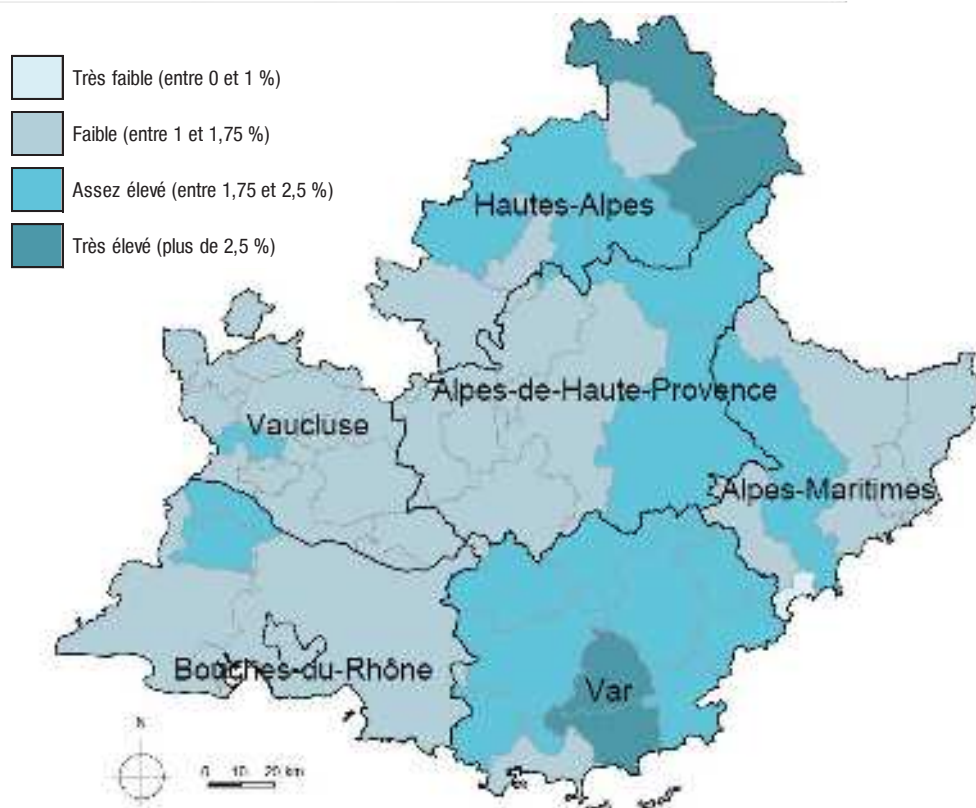 Très faible (entre 0 et 1 %)
Faible (entre 1 et 1,75 %)
Assez élevé (entre 1,75 et 2,5 %)
Très élevé (plus de 2,5 %)
Hautes-Alpes
Alpes-de-Haute-Provence
Vaucluse
Alpes-Maritimes
Bouches-du-Rhône
Var
N
0 10 20 km